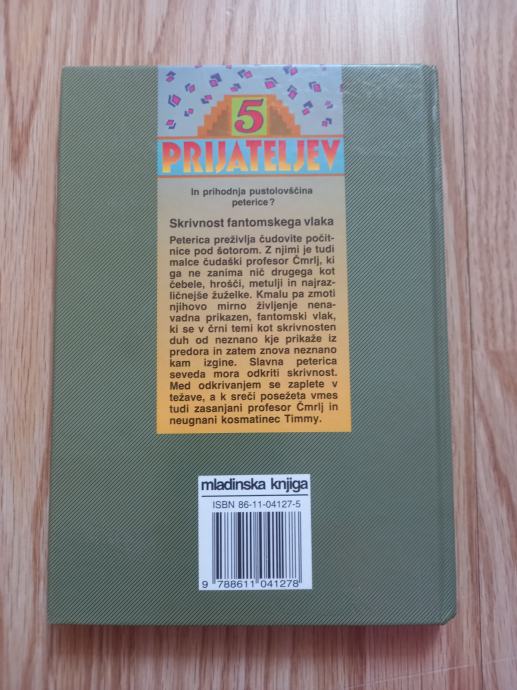 5
PRIJATELJEV
In prihodnja pustolovščina
peterice?
Skrivnost fantomskega vlaka
Peterica preživlja čudovite počit-
nice pod šotorom. Z njimi je tudi
malce čudaški profesor Čmrlj, ki
ga ne zanima nič drugega kot
čebele, hrošči, metulji in najraz-
ličnejše žuželke. Kmalu pa zmoti
njihovo mirno življenje nena-
vadna prikazen, fantomski vlak,
ki se v črni temi kot skrivnosten
duh od neznano kje prikaže iz
predora in zatem znova neznano
kam izgine. Slavna peterica
seveda mora odkriti skrivnost.
Med odkrivanjem se zaplete v
težave, a k sreči posežeta vmes
tudi zasanjani profesor Čmrlj in
neugnani kosmatinec Timmy.
mladinska knjiga
ISBN 86-11-04127-5
9 788611 041278